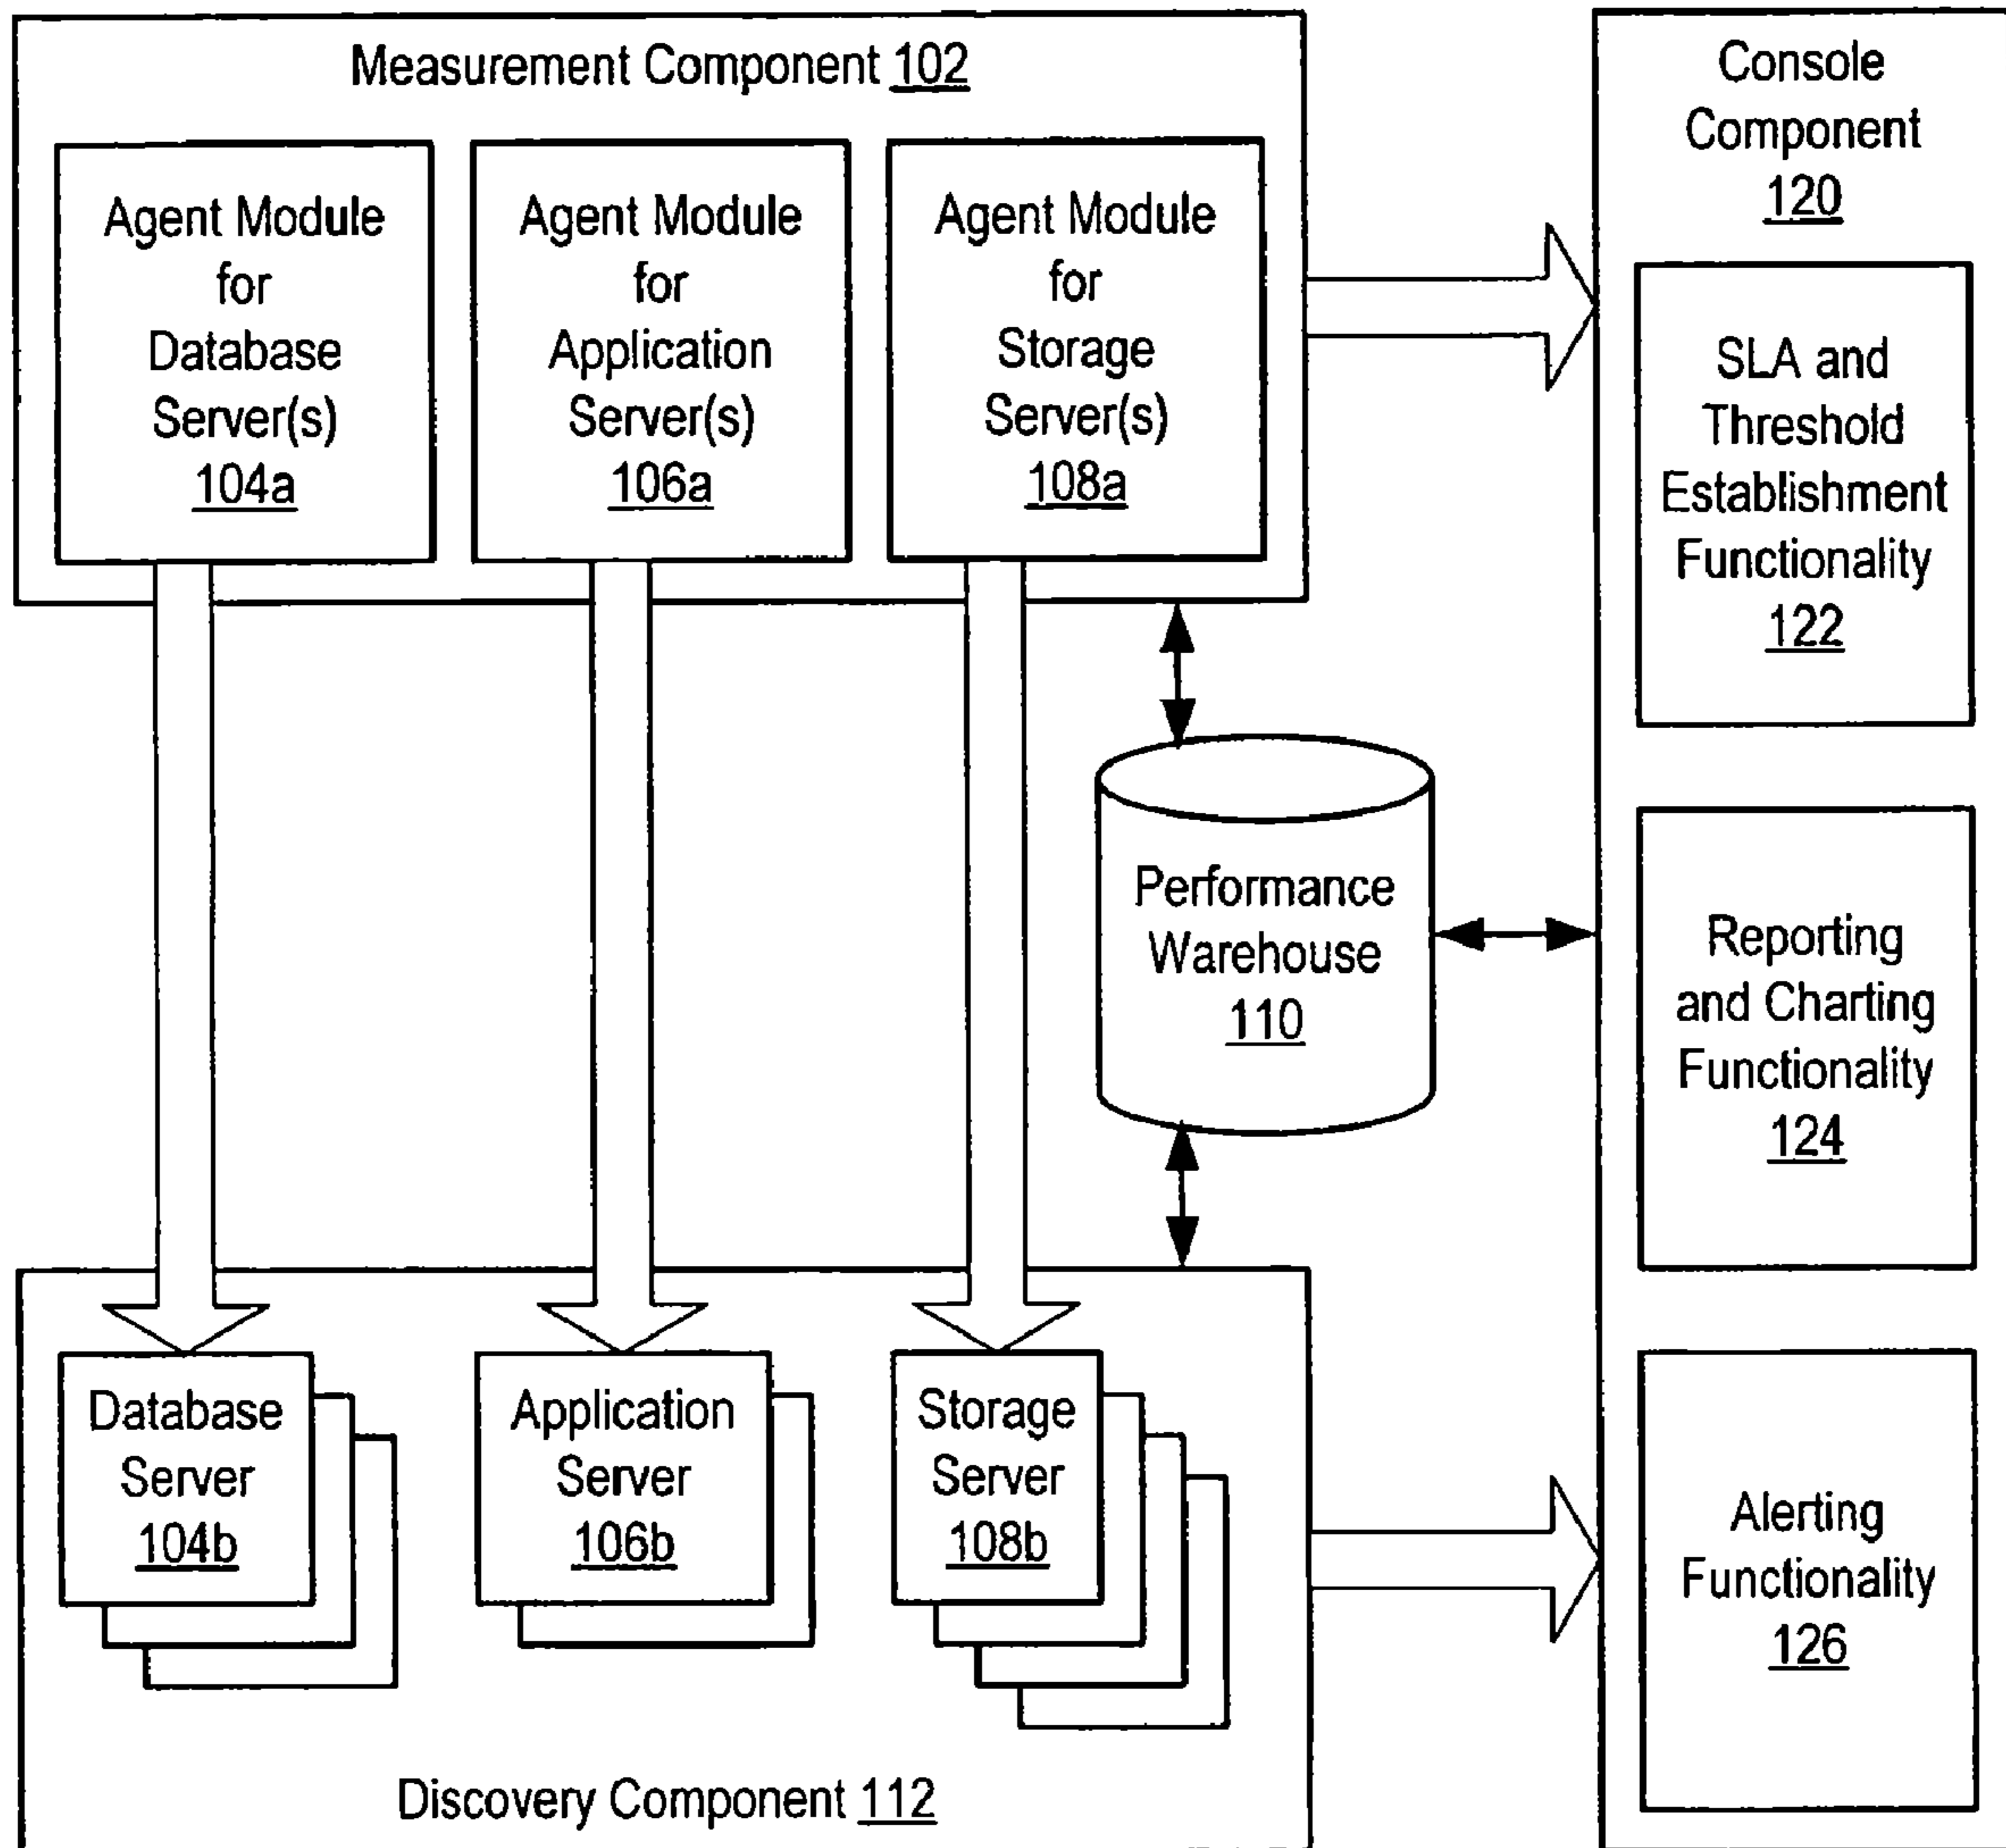 Measurement Component 102
Agent Module
for
Database
Server(s)
104a
Agent Module
for
Application
Server(s)
106a
Agent Module
for
Storage
Server(s)
108a
Console
Component
120
SLA and
Threshold
Establishment
Functionality
122
Performance
Warehouse
110
Reporting
and Charting
Functionality
124
Database
Server
104b
Application
Server
106b
Storage
Server
108b
Alerting
Functionality
126
Discovery Component 112